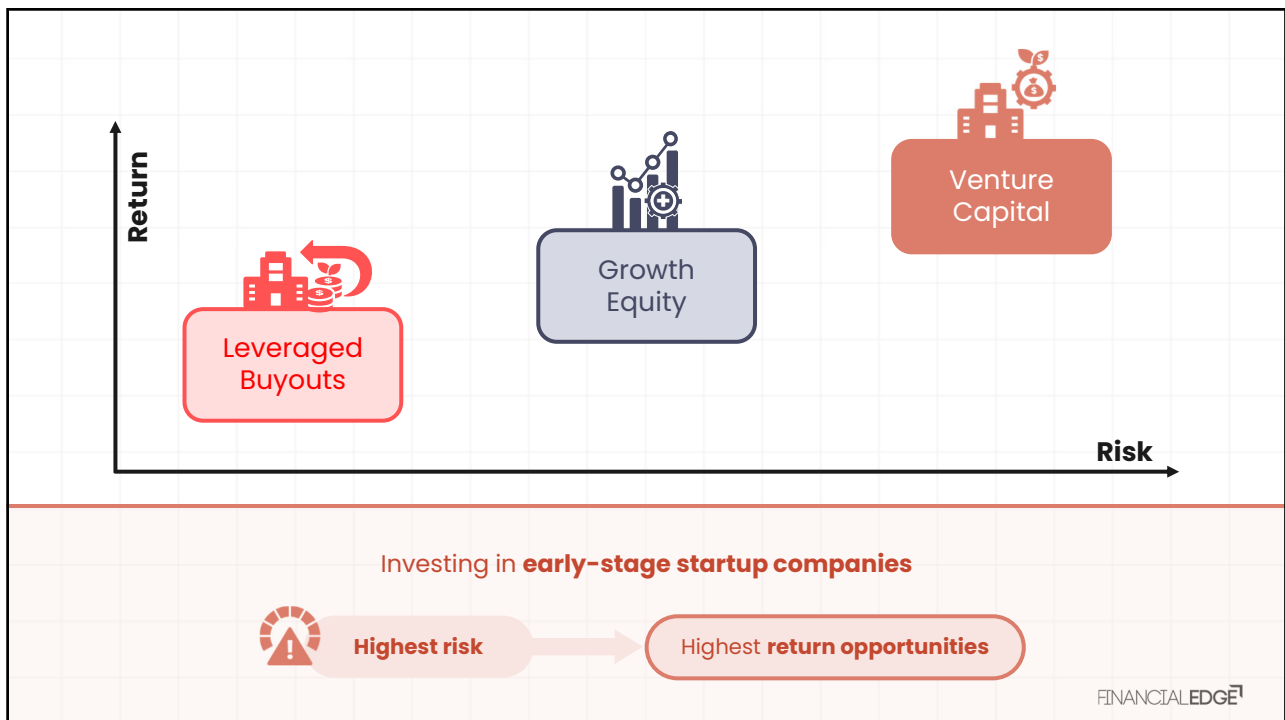 Return
Venture
Capital
Growth
Equity
Leveraged
Buyouts
Risk
Investing in early-stage startup companies
Highest risk
Highest return opportunities
FINANCIALEDGE